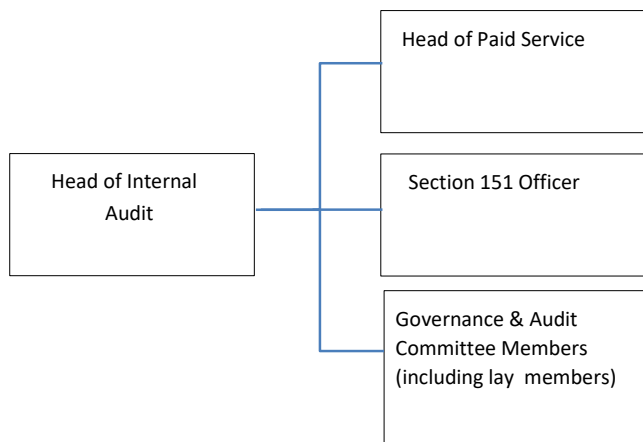 Head of Paid Service
Head of Internal
Audit
Section 151 Officer
Governance & Audit
Committee Members
(including lay members)